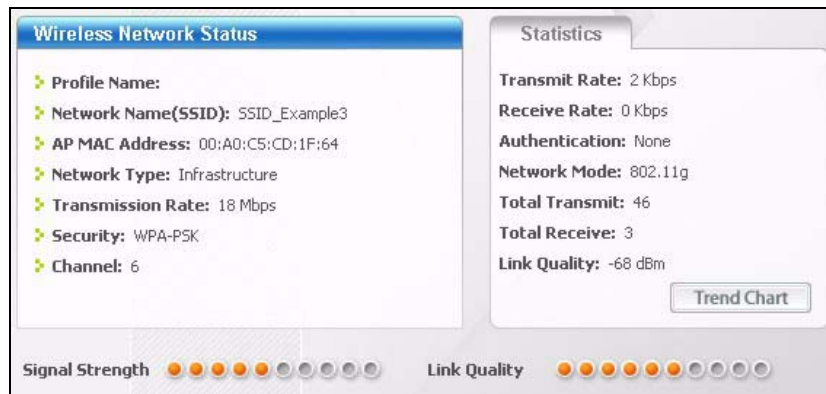 Wireless Network Status
Profile Name:
Network Name(SSID): SSID_Example3
AP MAC Address: 00:A0:C5:CD:1F:64
Network Type: Infrastructure
Transmission Rate: 18 Mbps
Security: WPA-PSK
Channel: 6
Statistics
Transmit Rate: 2 Kbps
Receive Rate: 0 Kbps
Authentication: None
Network Mode: 802.11g
Total Transmit: 46
Total Receive: 3
Link Quality: -68 dBm
Trend Chart
Signal Strength
Link Quality